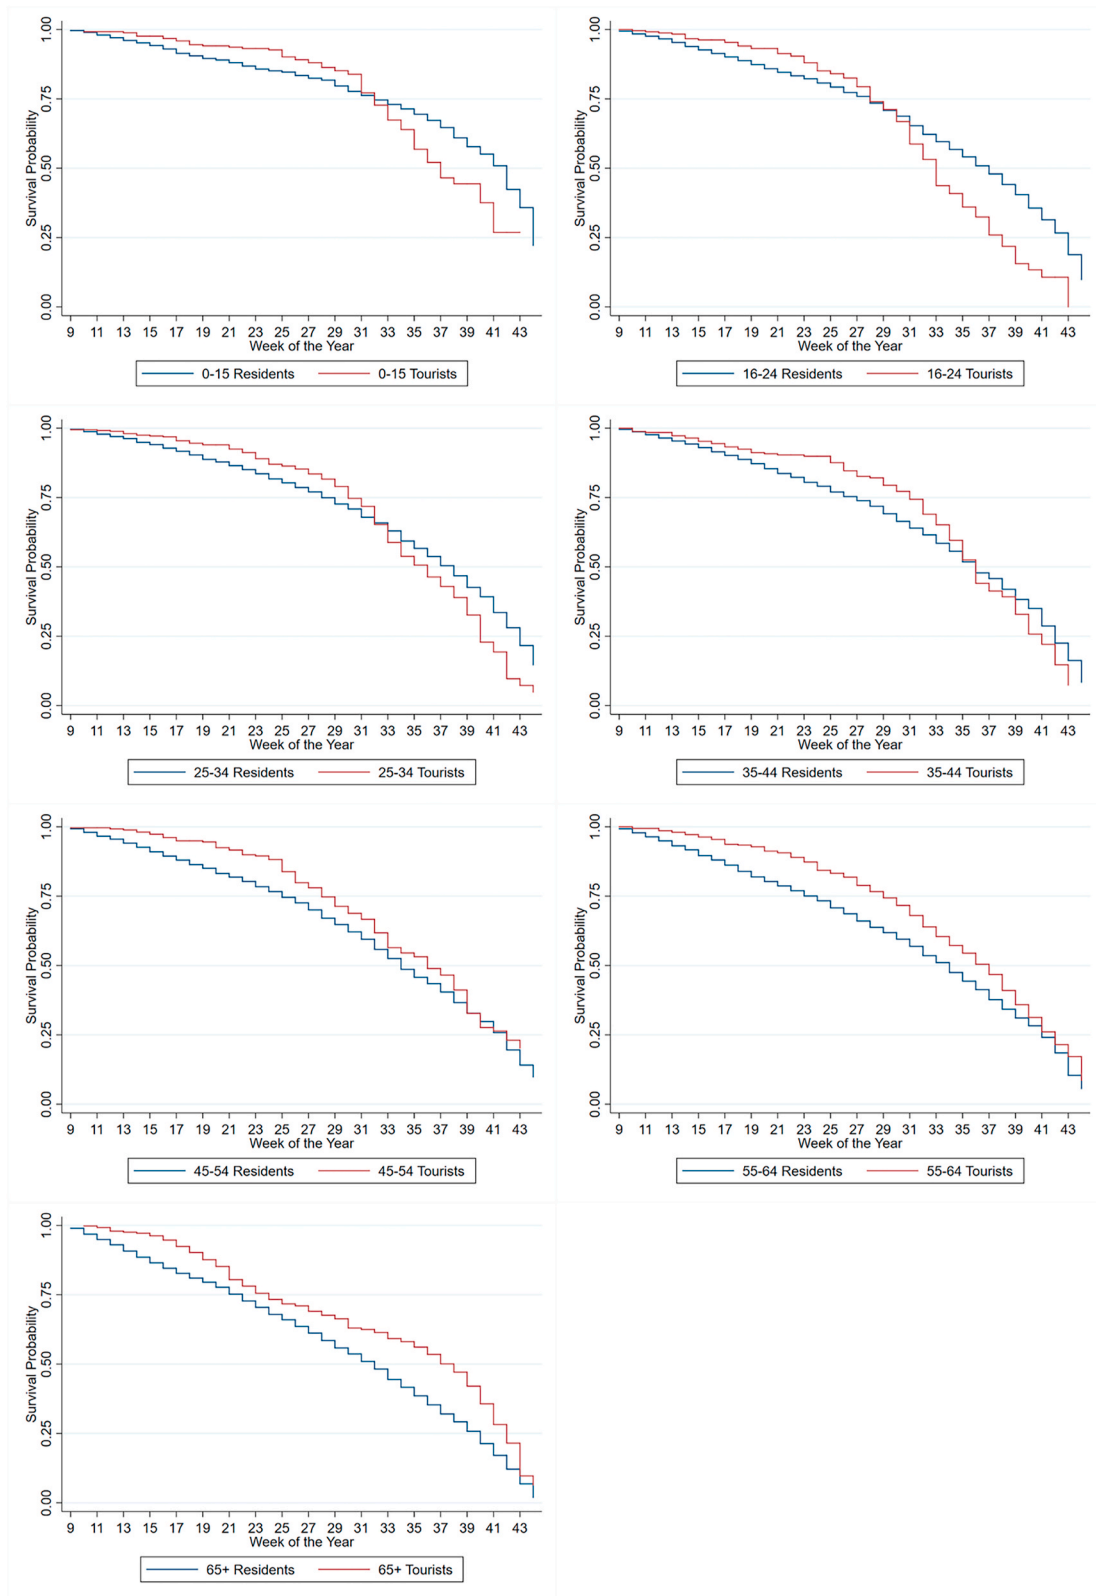 1.00
0.75
0.50
0.25
0.00
Survival Probability
9 11 13 15 17 19 21 23 25 27 29 31 33 35 37 39 41 43
Week of the Year
0-15 Residents 0-15 Tourists
1.00
0.75
0.50
0.25
0.00
Survival Probability
9 11 13 15 17 19 21 23 25 27 29 31 33 35 37 39 41 43
Week of the Year
16-24 Residents 16-24 Tourists
1.00
0.75
0.50
0.25
0.00
Survival Probability
9 11 13 15 17 19 21 23 25 27 29 31 33 35 37 39 41 43
Week of the Year
25-34 Residents 25-34 Tourists
1.00
0.75
0.50
0.25
0.00
Survival Probability
9 11 13 15 17 19 21 23 25 27 29 31 33 35 37 39 41 43
Week of the Year
35-44 Residents 35-44 Tourists
1.00
0.75
0.50
0.25
0.00
Survival Probability
9 11 13 15 17 19 21 23 25 27 29 31 33 35 37 39 41 43
Week of the Year
45-54 Residents 45-54 Tourists
1.00
0.75
0.50
0.25
0.00
Survival Probability
9 11 13 15 17 19 21 23 25 27 29 31 33 35 37 39 41 43
Week of the Year
55-64 Residents 55-64 Tourists
1.00
0.75
0.50
0.25
0.00
Survival Probability
9 11 13 15 17 19 21 23 25 27 29 31 33 35 37 39 41 43
Week of the Year
65+ Residents 65+ Tourists